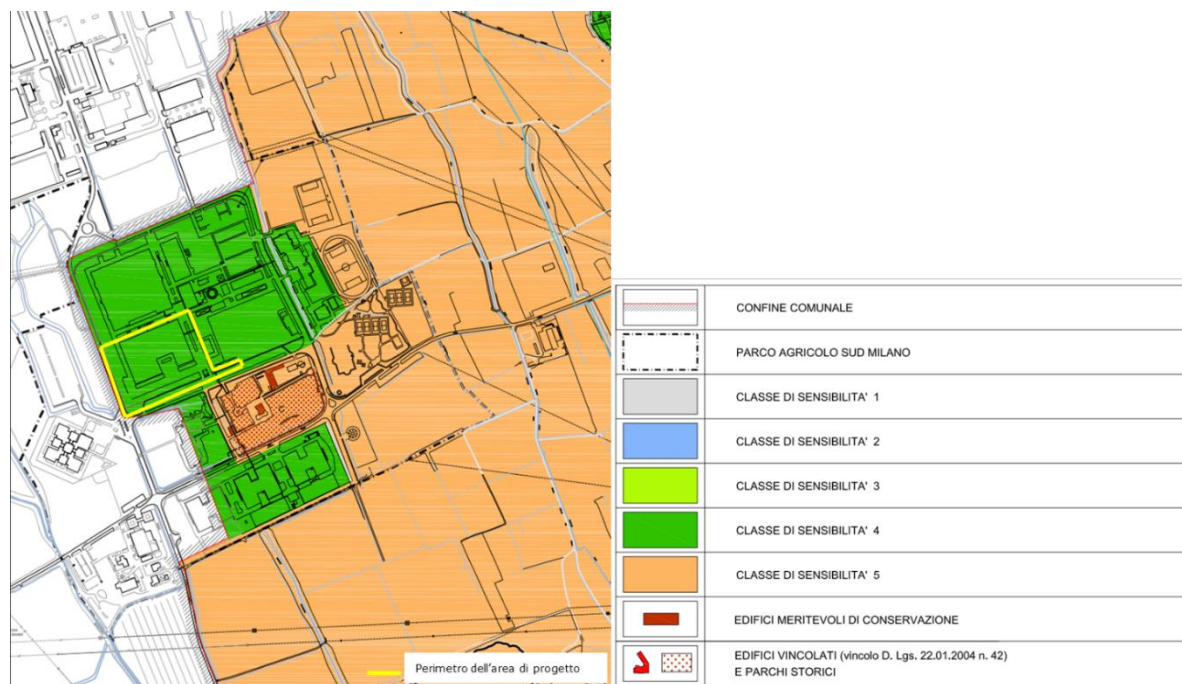 CONFINE COMUNALE
PARCO AGRICOLO SUD MILANO
CLASSE DI SENSIBILITA' 1
CLASSE DI SENSIBILITA' 2
CLASSE DI SENSIBILITA' 3
CLASSE DI SENSIBILITA' 4
CLASSE DI SENSIBILITA' 5
EDIFICI MERITEVOLI DI CONSERVAZIONE
EDIFICI VINCOLATI (vincolo D. Lgs. 22.01.2004 n. 42)
E PARCHI STORICI
Perimetro dell'area di progetto